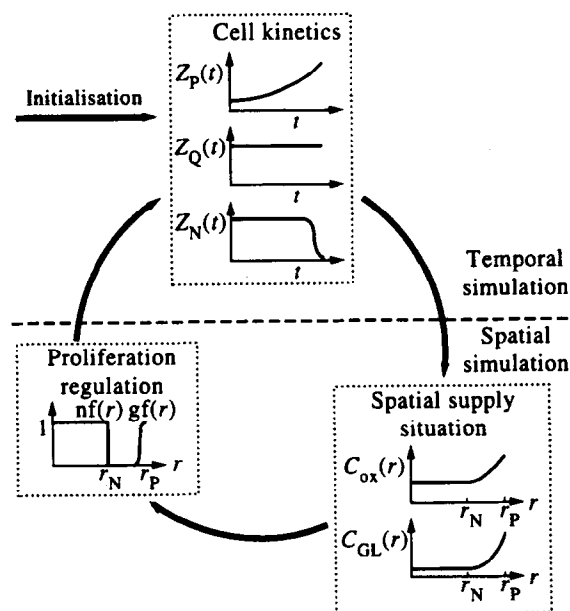 Cell kinetics
Z_P(t)
t
Initialisation
Z_Q(t)
t
Z_N(t)
t
Temporal
simulation
Spatial
simulation
Proliferation
regulation
nf(r) gf(r)
1
r_N r_P r
Spatial supply
situation
C_ox(r)
r_N r_P r
C_GL(r)
r_N r_P r